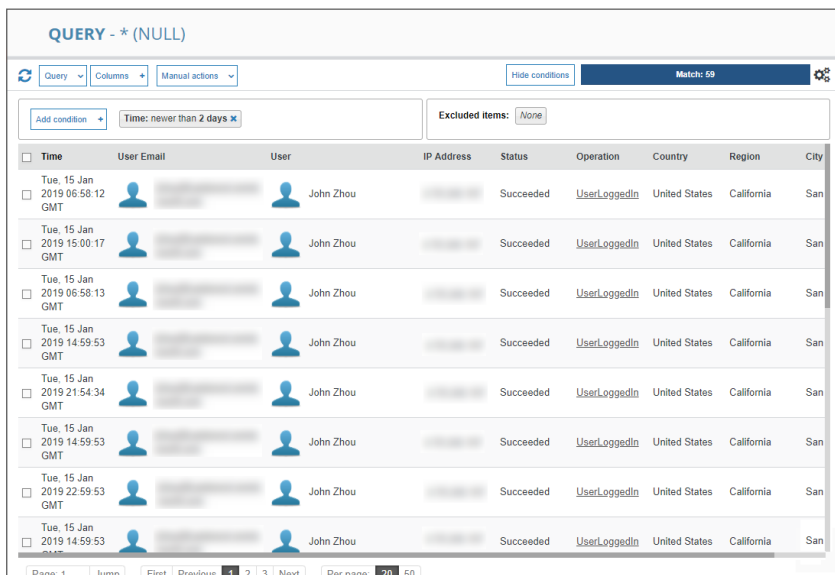 QUERY - * (NULL)
Query Columns + Manual actions Hide conditions Match: 59
Add condition + Time: newer than 2 days × Excluded items: None
Time User Email User IP Address Status Operation Country Region City
Tue, 15 Jan
2019 06:58:12 John Zhou Succeeded UserLoggedIn United States California San
GMT
Tue, 15 Jan
2019 15:00:17 John Zhou Succeeded UserLoggedIn United States California San
GMT
Tue, 15 Jan
2019 06:58:13 John Zhou Succeeded UserLoggedIn United States California San
GMT
Tue, 15 Jan
2019 14:59:53 John Zhou Succeeded UserLoggedIn United States California San
GMT
Tue, 15 Jan
2019 21:54:34 John Zhou Succeeded UserLoggedIn United States California San
GMT
Tue, 15 Jan
2019 14:59:53 John Zhou Succeeded UserLoggedIn United States California San
GMT
Tue, 15 Jan
2019 22:59:53 John Zhou Succeeded UserLoggedIn United States California San
GMT
Tue, 15 Jan
2019 14:59:53 John Zhou Succeeded UserLoggedIn United States California San
Page: 1 Jump First Previous 1 2 3 Next Per page: 20 50